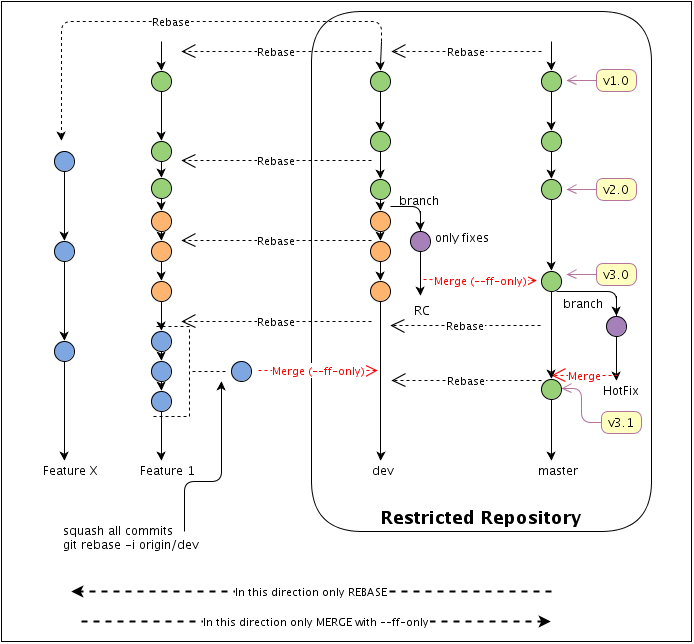 Rebase
Rebase
Rebase
v1.0
Rebase
v2.0
branch
only fixes
Rebase
v3.0
Merge (--ff-only)
branch
RC
Rebase
Rebase
Merge (--ff-only)
Merge
Rebase
HotFix
v3.1
Feature X
Feature 1
dev
master
Restricted Repository
squash all commits
git rebase -i origin/dev
In this direction only REBASE
In this direction only MERGE with --ff-only